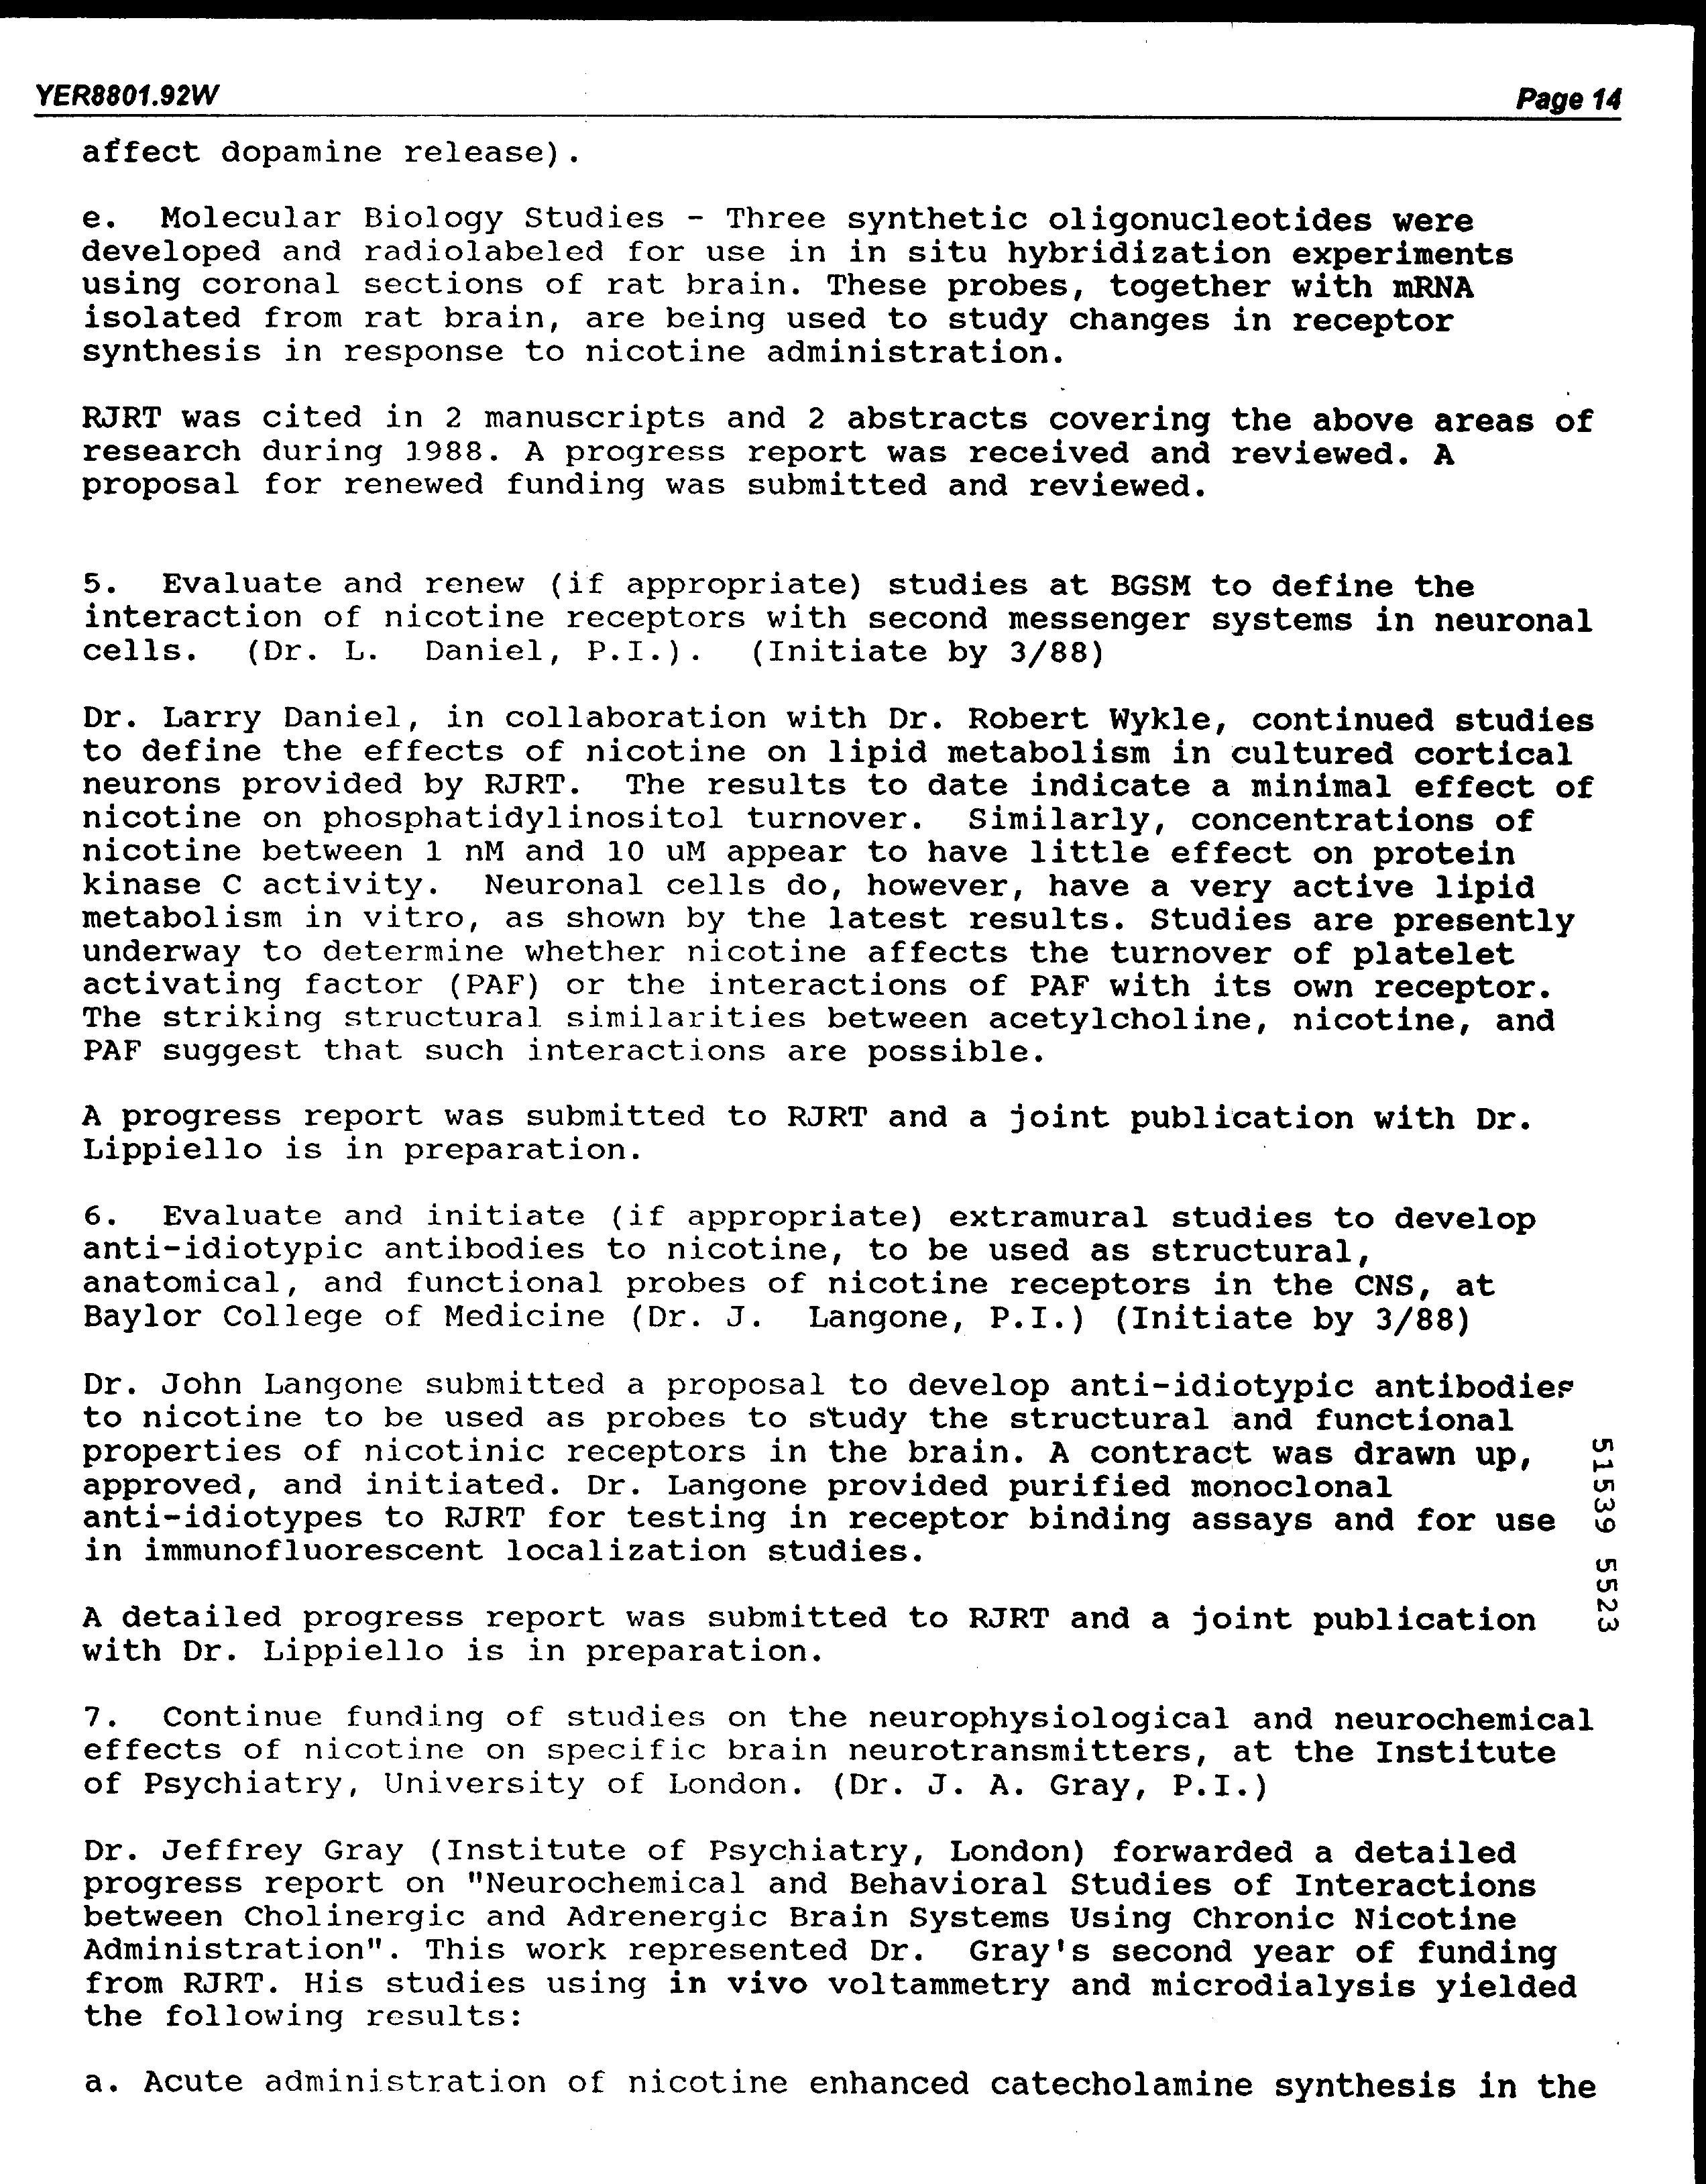 YER8801.92W Page 14
affect dopamine release).
e. Molecular Biology Studies - Three synthetic oligonucleotides were
developed and radiolabeled for use in in situ hybridization experiments
using coronal sections of rat brain. These probes, together with mRNA
isolated from rat brain, are being used to study changes in receptor
synthesis in response to nicotine administration.
RJRT was cited in 2 manuscripts and 2 abstracts covering the above areas of
research during 1988. A progress report was received and reviewed. A
proposal for renewed funding was submitted and reviewed.
5. Evaluate and renew (if appropriate) studies at BGSM to define the
interaction of nicotine receptors with second messenger systems in neuronal
cells. (Dr. L. Daniel, P.I.). (Initiate by 3/88)
Dr. Larry Daniel, in collaboration with Dr. Robert Wykle, continued studies
to define the effects of nicotine on lipid metabolism in cultured cortical
neurons provided by RJRT. The results to date indicate a minimal effect of
nicotine on phosphatidylinositol turnover. Similarly, concentrations of
nicotine between 1 nM and 10 uM appear to have little effect on protein
kinase C activity. Neuronal cells do, however, have a very active lipid
metabolism in vitro, as shown by the latest results. Studies are presently
underway to determine whether nicotine affects the turnover of platelet
activating factor (PAF) or the interactions of PAF with its own receptor.
The striking structural similarities between acetylcholine, nicotine, and
PAF suggest that such interactions are possible.
A progress report was submitted to RJRT and a joint publication with Dr.
Lippiello is in preparation.
6. Evaluate and initiate (if appropriate) extramural studies to develop
anti-idiotypic antibodies to nicotine, to be used as structural,
anatomical, and functional probes of nicotine receptors in the CNS, at
Baylor College of Medicine (Dr. J. Langone, P.I.) (Initiate by 3/88)
Dr. John Langone submitted a proposal to develop anti-idiotypic antibodies
to nicotine to be used as probes to study the structural and functional
properties of nicotinic receptors in the brain. A contract was drawn up,
approved, and initiated. Dr. Langone provided purified monoclonal
anti-idiotypes to RJRT for testing in receptor binding assays and for use
in immunofluorescent localization studies.
A detailed progress report was submitted to RJRT and a joint publication
with Dr. Lippiello is in preparation.
7. Continue funding of studies on the neurophysiological and neurochemical
effects of nicotine on specific brain neurotransmitters, at the Institute
of Psychiatry, University of London. (Dr. J. A. Gray, P.I.)
Dr. Jeffrey Gray (Institute of Psychiatry, London) forwarded a detailed
progress report on "Neurochemical and Behavioral Studies of Interactions
between Cholinergic and Adrenergic Brain Systems Using Chronic Nicotine
Administration". This work represented Dr. Gray's second year of funding
from RJRT. His studies using in vivo voltammetry and microdialysis yielded
the following results:
a. Acute administration of nicotine enhanced catecholamine synthesis in the
51539 5523